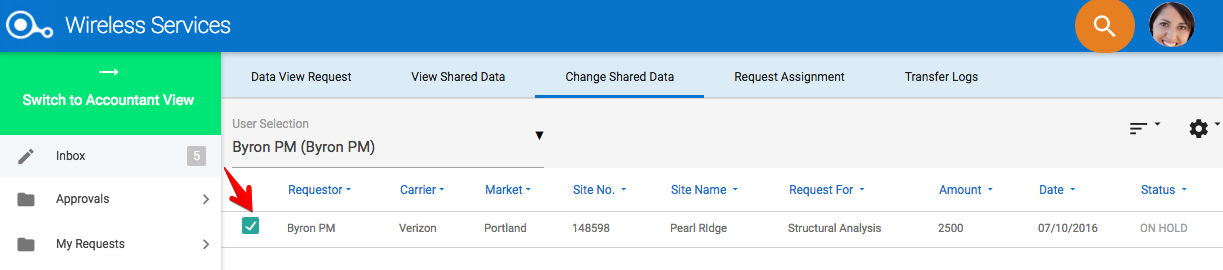 Wireless Services
Switch to Accountant View
Data View Request View Shared Data Change Shared Data Request Assignment Transfer Logs
User Selection
Byron PM (Byron PM)
Inbox 5
Approvals
My Requests
Requestor Carrier Market Site No. Site Name Request For Amount Date Status
Byron PM Verizon Portland 148598 Pearl RIdge Structural Analysis 2500 07/10/2016 ON HOLD